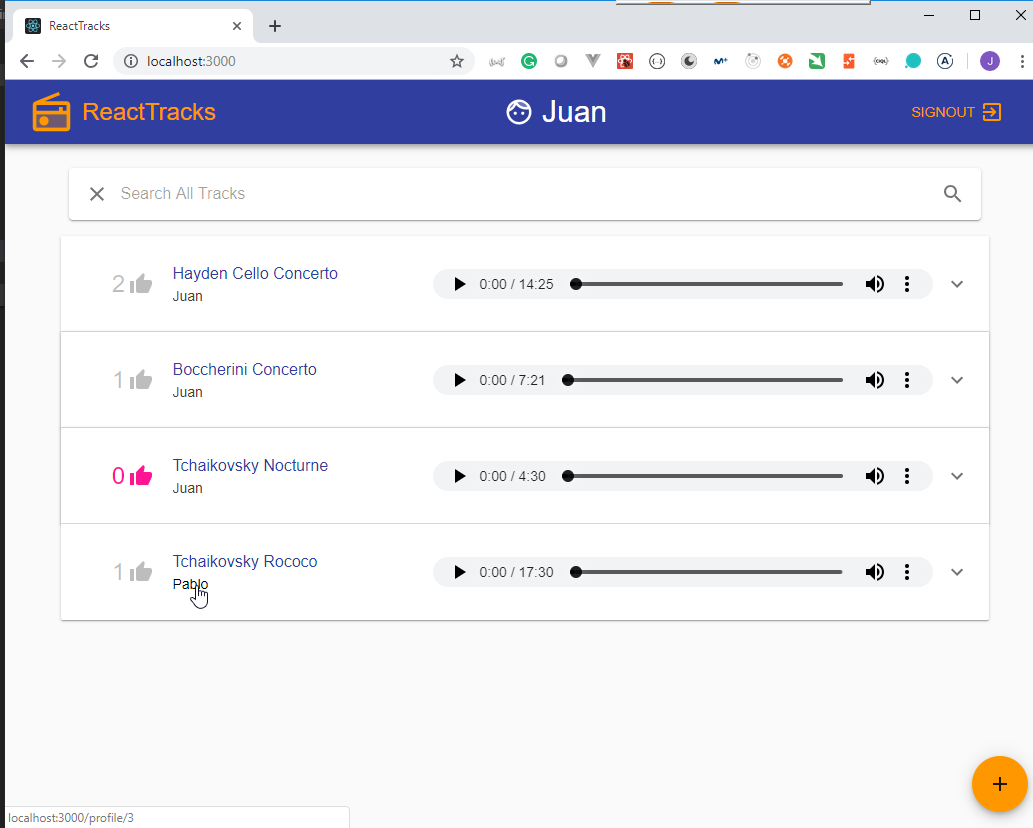 ReactTracks
localhost:3000
J
ReactTracks
Juan
SIGNOUT
Search All Tracks
2
Hayden Cello Concerto
Juan
0:00 / 14:25
1
Boccherini Concerto
Juan
0:00 / 7:21
0
Tchaikovsky Nocturne
Juan
0:00 / 4:30
1
Tchaikovsky Rococo
Pablo
0:00 / 17:30
localhost:3000/profile/3